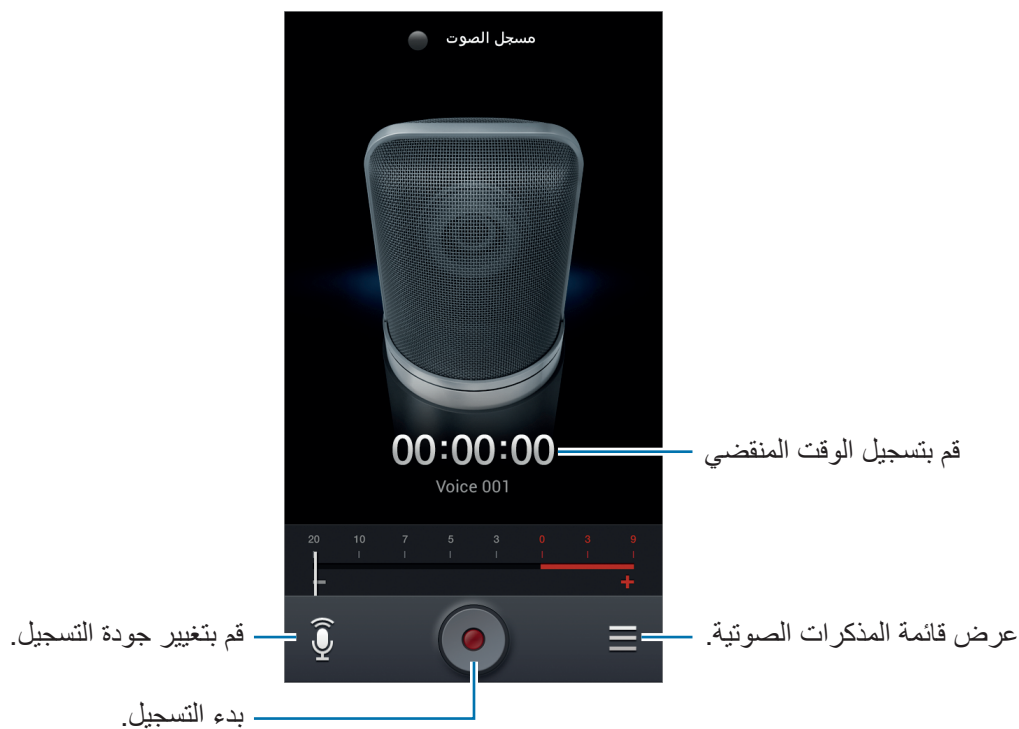 مسجل الصوت
00:00:00
قم بتسجيل الوقت المنقضي
Voice 001
20 10 7 5 3 0 3 9
− +
عرض قائمة المذكرات الصوتية.
قم بتغيير جودة التسجيل.
بدء التسجيل.